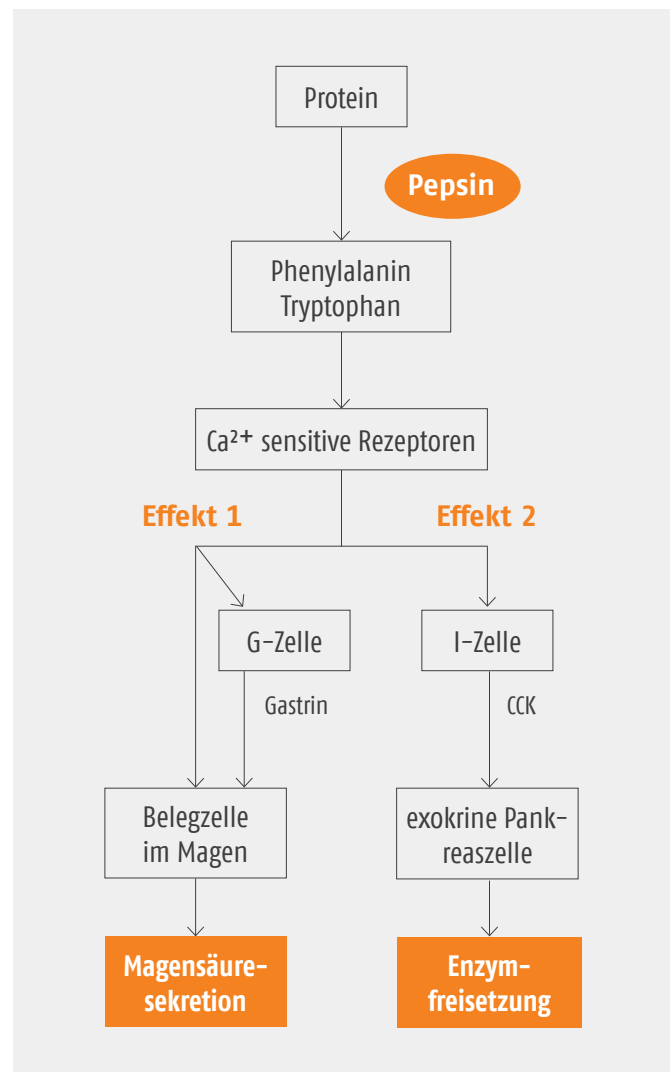 Protein
Pepsin
Phenylalanin
Tryptophan
Ca²⁺ sensitive Rezeptoren
Effekt 1
Effekt 2
G-Zelle
I-Zelle
Gastrin
CCK
Belegzelle
im Magen
exokrine Pank-
reaszelle
Magensäure-
sekretion
Enzym-
freisetzung